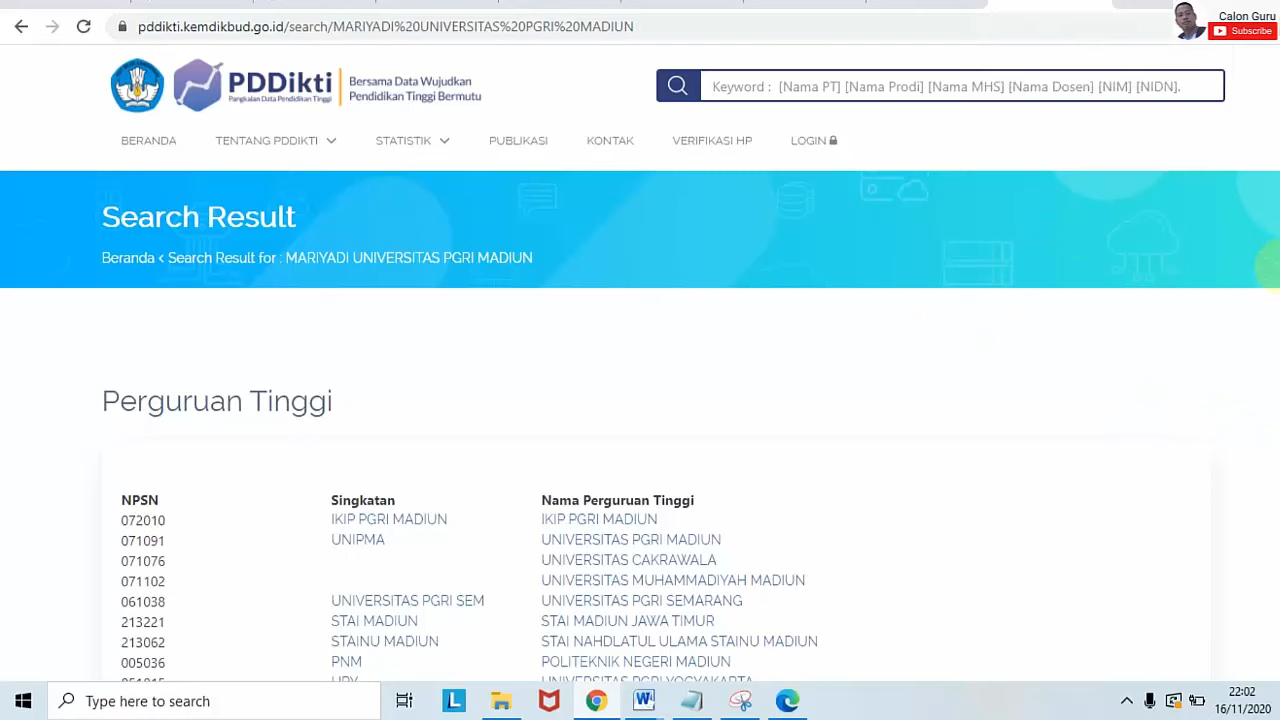 pddikti.kemdikbud.go.id/search/MARIYADI%20UNIVERSITAS%20PGRI%20MADIUN
Calon Guru
Subscribe
PDDikti
Pangkalan Data Pendidikan Tinggi
Bersama Data Wujudkan
Pendidikan Tinggi Bermutu
Keyword : [Nama PT] [Nama Prodi] [Nama MHS] [Nama Dosen] [NIM] [NIDN].
BERANDA TENTANG PDDIKTI STATISTIK PUBLIKASI KONTAK VERIFIKASI HP LOGIN
Search Result
Beranda < Search Result for : MARIYADI UNIVERSITAS PGRI MADIUN
Perguruan Tinggi
NPSN Singkatan Nama Perguruan Tinggi
072010 IKIP PGRI MADIUN IKIP PGRI MADIUN
071091 UNIPMA UNIVERSITAS PGRI MADIUN
071076 UNIVERSITAS CAKRAWALA
071102 UNIVERSITAS MUHAMMADIYAH MADIUN
061038 UNIVERSITAS PGRI SEM UNIVERSITAS PGRI SEMARANG
213221 STAI MADIUN STAI MADIUN JAWA TIMUR
213062 STAINU MADIUN STAI NAHDLATUL ULAMA STAINU MADIUN
005036 PNM POLITEKNIK NEGERI MADIUN
UNIVERSITAS PGRI YOGYAKARTA
Type here to search
22:02
16/11/2020